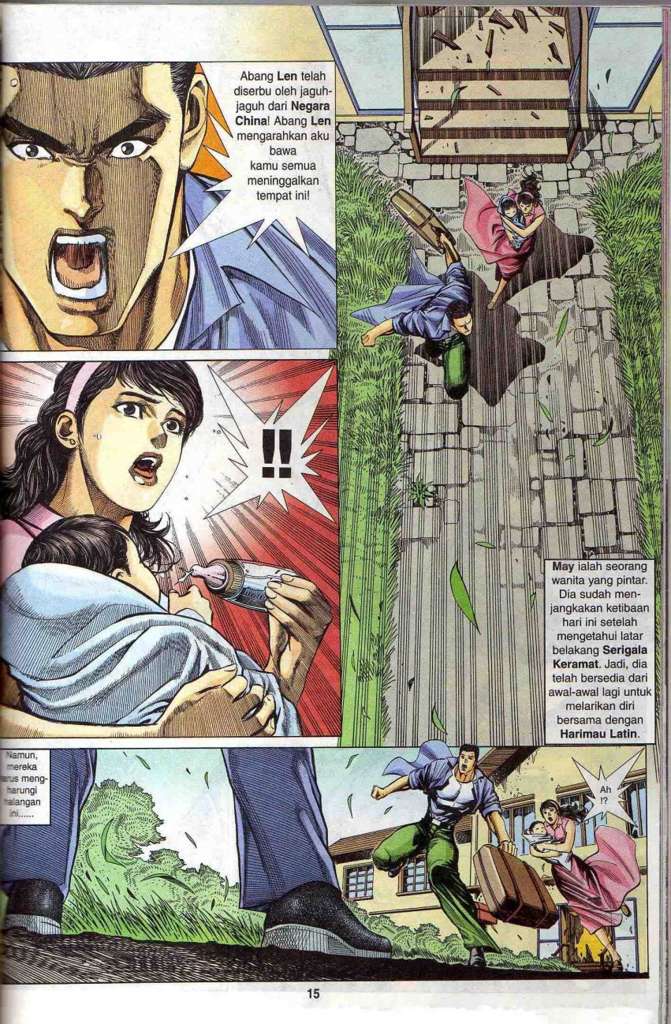 Abang Len telah
diserbu oleh jaguh-
jaguh dari Negara
China! Abang Len
mengarahkan aku
bawa
kamu semua
meninggalkan
tempat ini!
!!
May ialah seorang
wanita yang pintar.
Dia sudah men-
jangkakan ketibaan
hari ini setelah
mengetahui latar
belakang Serigala
Keramat. Jadi, dia
telah bersedia dari
awal-awal lagi untuk
melarikan diri
bersama dengan
Harimau Latin.
Namun,
mereka
arus meng-
harungi
halangan
ini......
Ah
!?
15